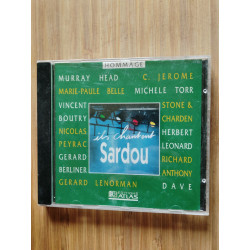 HOMMAGE
MURRAY HEAD
C. JEROME
MARIE-PAULE BELLE
MICHELE TORR
VINCENT
BOUTRY
NICOLAS
PEYRAC
GERARD
BERLINER
GERARD LENORMAN
STONE &
CHARDEN
HERBERT
LEONARD
RICHARD
ANTHONY
DAVE
ils chantent
Sardou
ATLAS